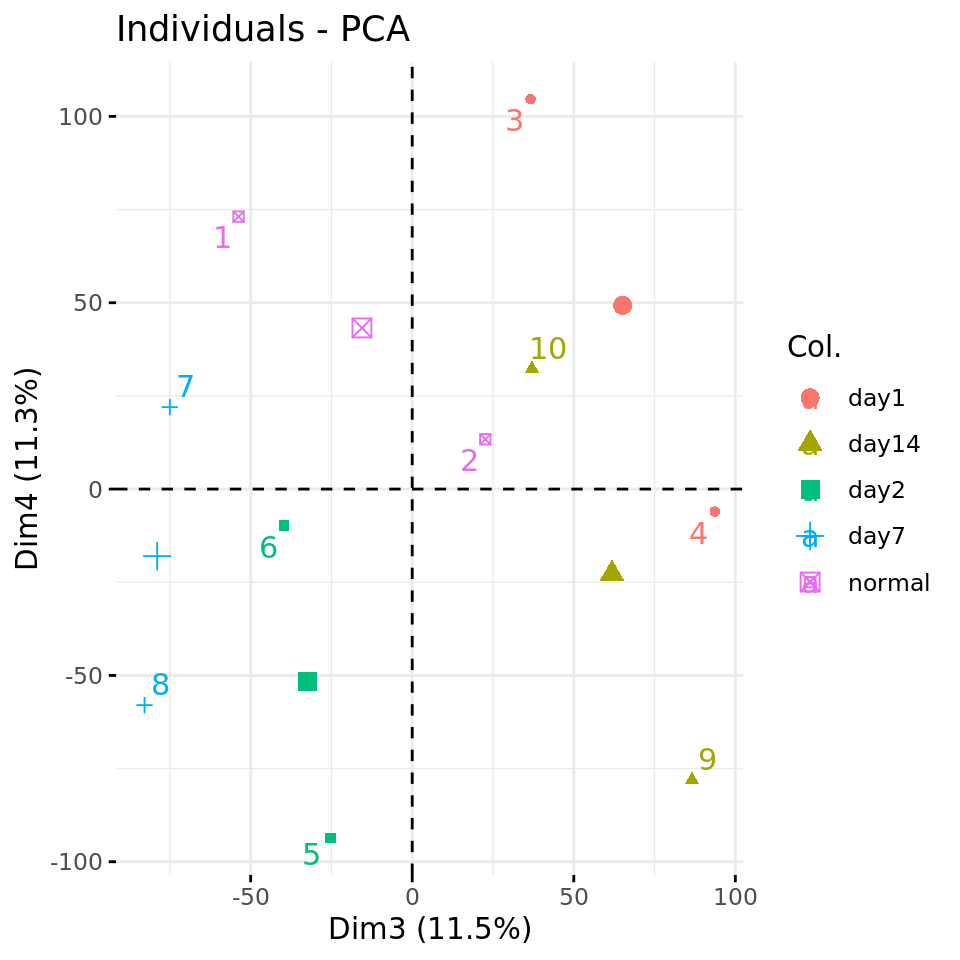 Individuals - PCA
3
100
1
50
10
7
2
0
4
6
-50
8
9
5
-100
-50 0 50 100
Dim3 (11.5%)
Dim4 (11.3%)
Col.
a day1
a day14
a day2
a day7
a normal